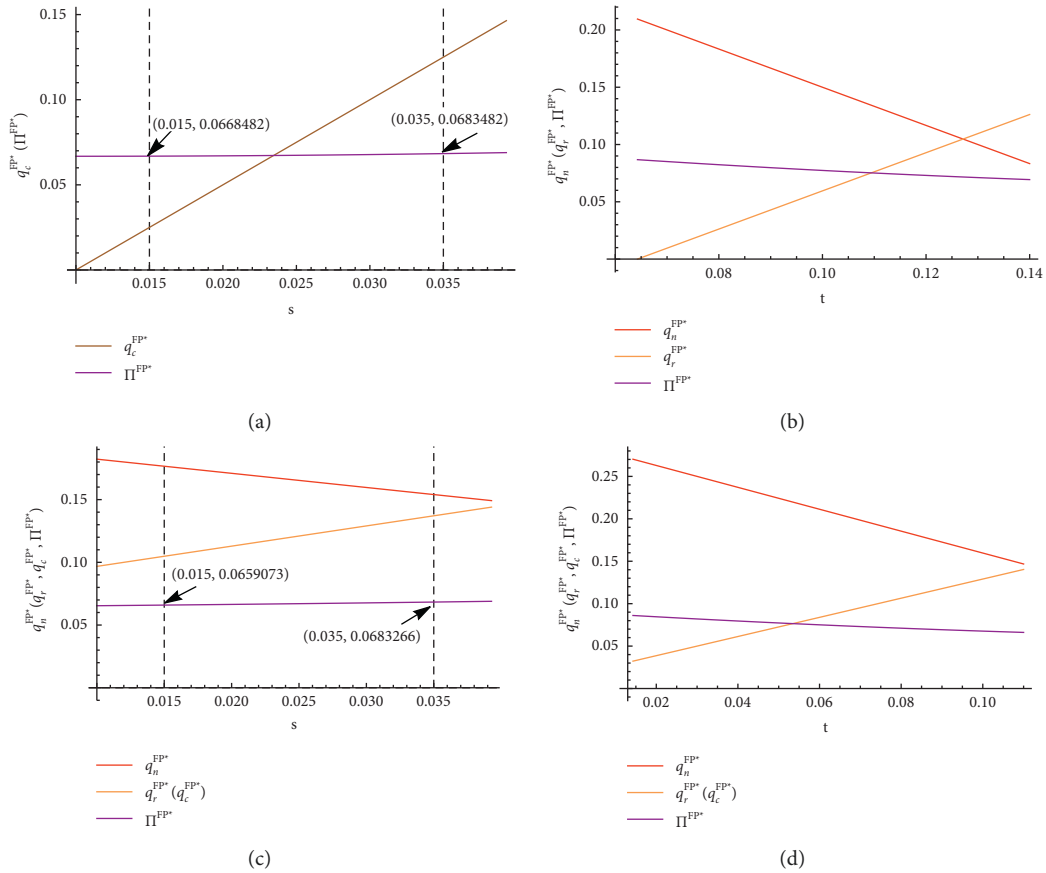 0.15
0.10
0.05
q_c^FP* (Π^FP*)
(0.015, 0.0668482)
(0.035, 0.0683482)
0.015 0.020 0.025 0.030 0.035
s
q_c^FP*
Π^FP*
(a)
0.20
0.15
0.10
0.05
q_n^FP* (q_r^FP*, Π^FP*)
0.08 0.10 0.12 0.14
t
q_n^FP*
q_r^FP*
Π^FP*
(b)
0.15
0.10
0.05
q_n^FP* (q_r^FP*, q_c^FP*, Π^FP*)
(0.015, 0.0659073)
(0.035, 0.0683266)
0.015 0.020 0.025 0.030 0.035
s
q_n^FP*
q_r^FP* (q_c^FP*)
Π^FP*
(c)
0.25
0.20
0.15
0.10
0.05
q_n^FP* (q_r^FP*, q_c^FP*, Π^FP*)
0.02 0.04 0.06 0.08 0.10
t
q_n^FP*
q_r^FP* (q_c^FP*)
Π^FP*
(d)